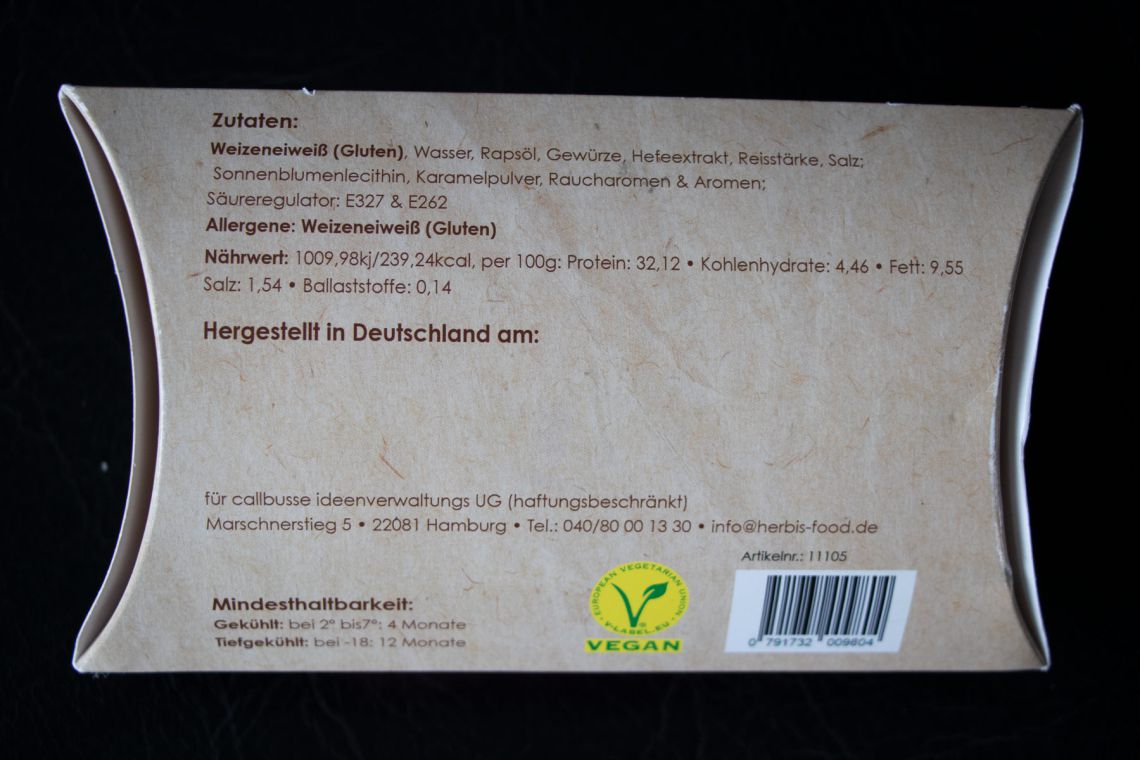 Zutaten:
Weizeneiweiß (Gluten), Wasser, Rapsöl, Gewürze, Hefeextrakt, Reisstärke, Salz;
Sonnenblumenlecithin, Karamelpulver, Raucharomen & Aromen;
Säureregulator: E327 & E262
Allergene: Weizeneiweiß (Gluten)
Nährwert: 1009,98kj/239,24kcal, per 100g: Protein: 32,12 • Kohlenhydrate: 4,46 • Fett: 9,55
Salz: 1,54 • Ballaststoffe: 0,14
Hergestellt in Deutschland am:
für callbusse ideenverwaltungs UG (haftungsbeschränkt)
Marschnerstieg 5 • 22081 Hamburg • Tel.: 040/80 00 13 30 • info@herbis-food.de
Artikelnr.: 11105
Mindesthaltbarkeit:
Gekühlt: bei 2° bis7°: 4 Monate
Tiefgekühlt: bei -18: 12 Monate
EUROPEAN VEGETARIAN UNION
V-LABEL.EU
VEGAN
0 791732 009604